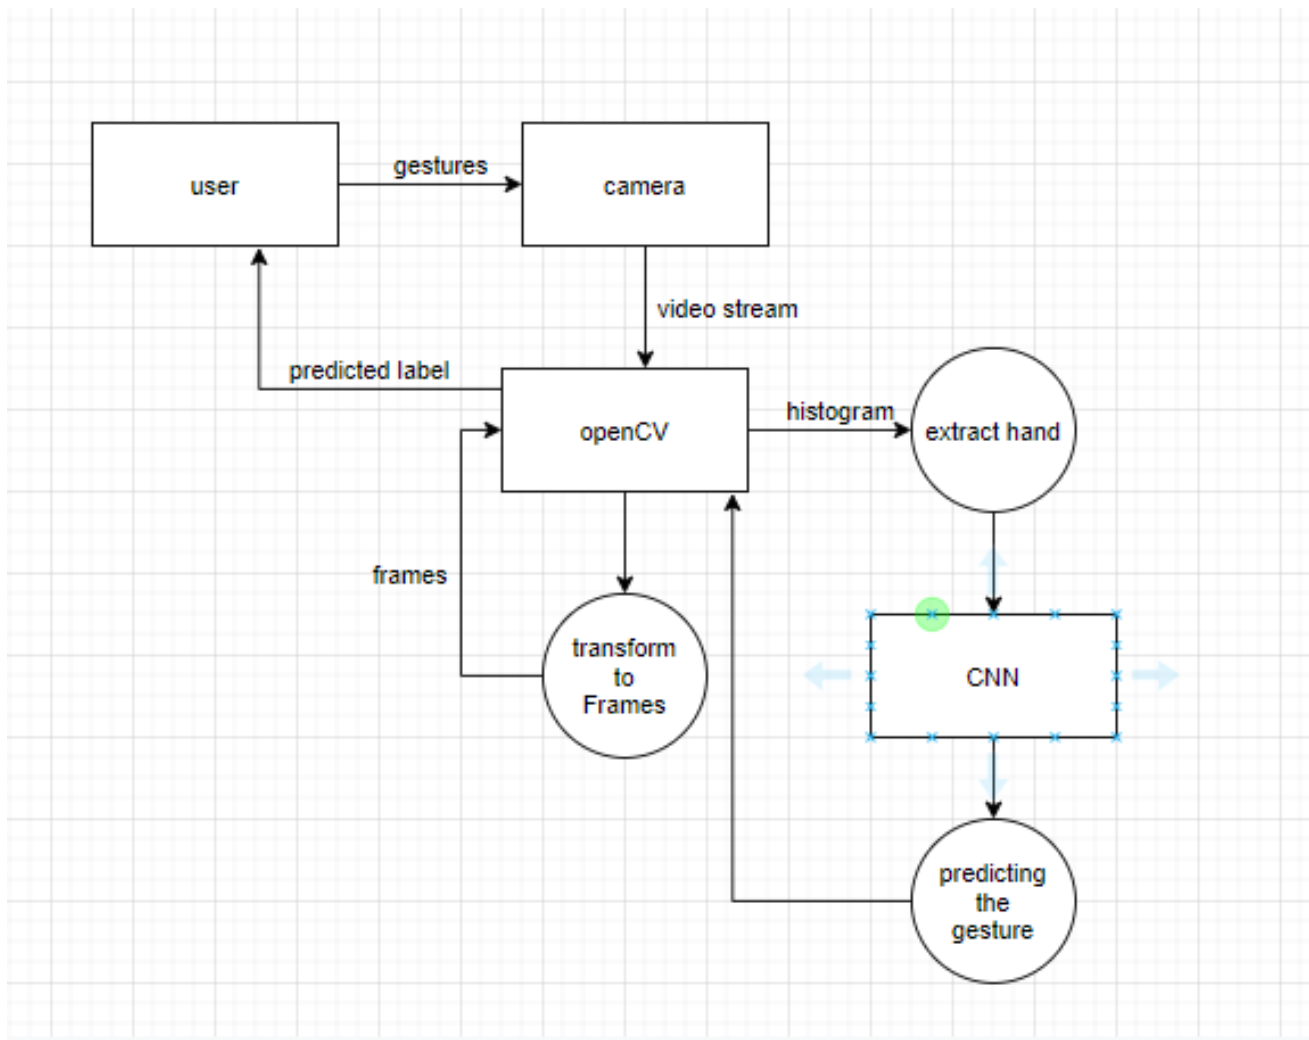 user
gestures
camera
video stream
predicted label
openCV
histogram
extract hand
frames
transform
to
Frames
CNN
predicting
the
gesture